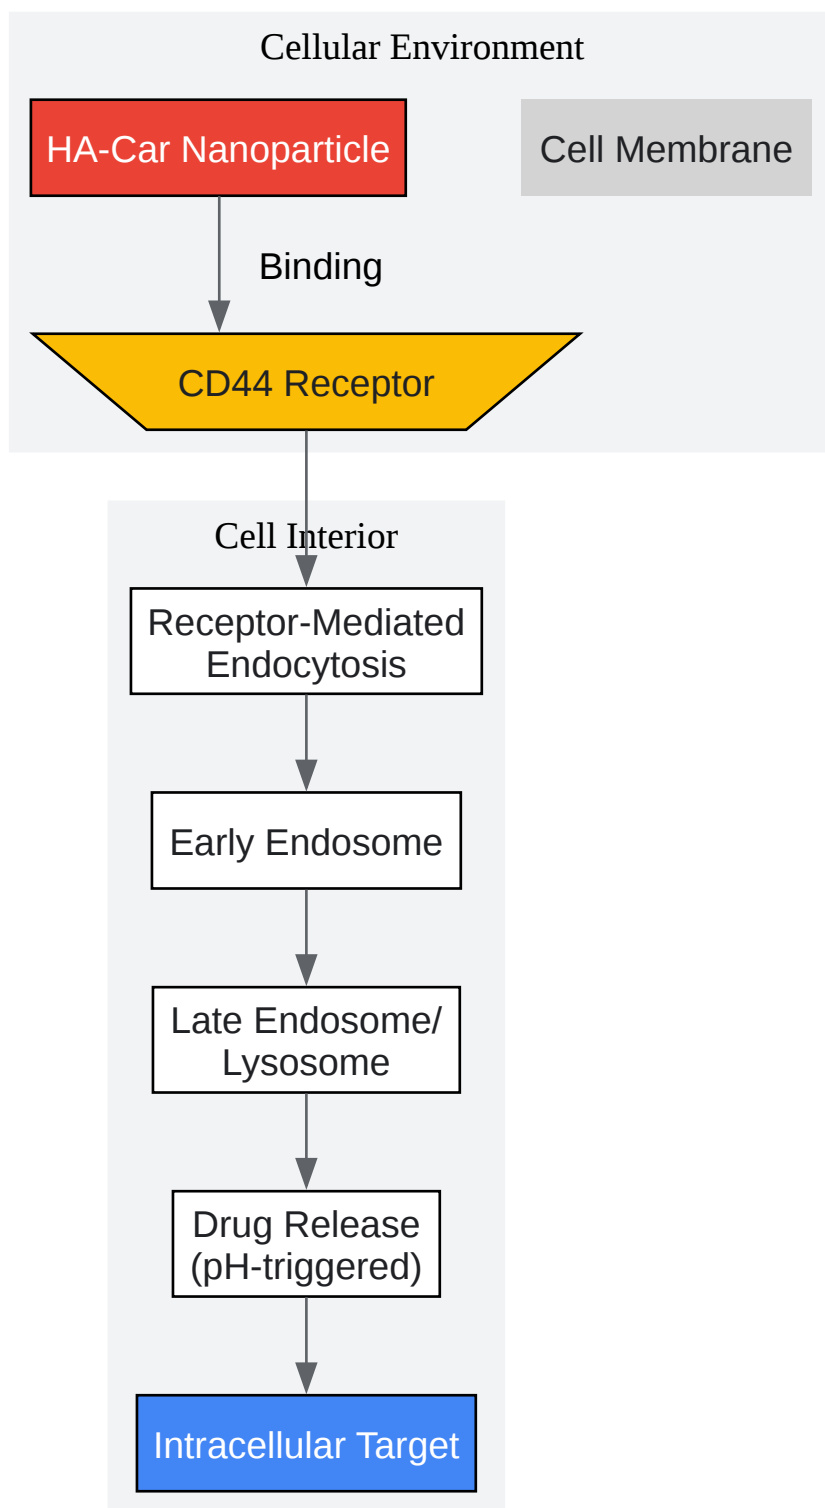 Cellular Environment
HA-Car Nanoparticle
Cell Membrane
Binding
CD44 Receptor
Cell Interior
Receptor-Mediated
Endocytosis
Early Endosome
Late Endosome/
Lysosome
Drug Release
(pH-triggered)
Intracellular Target